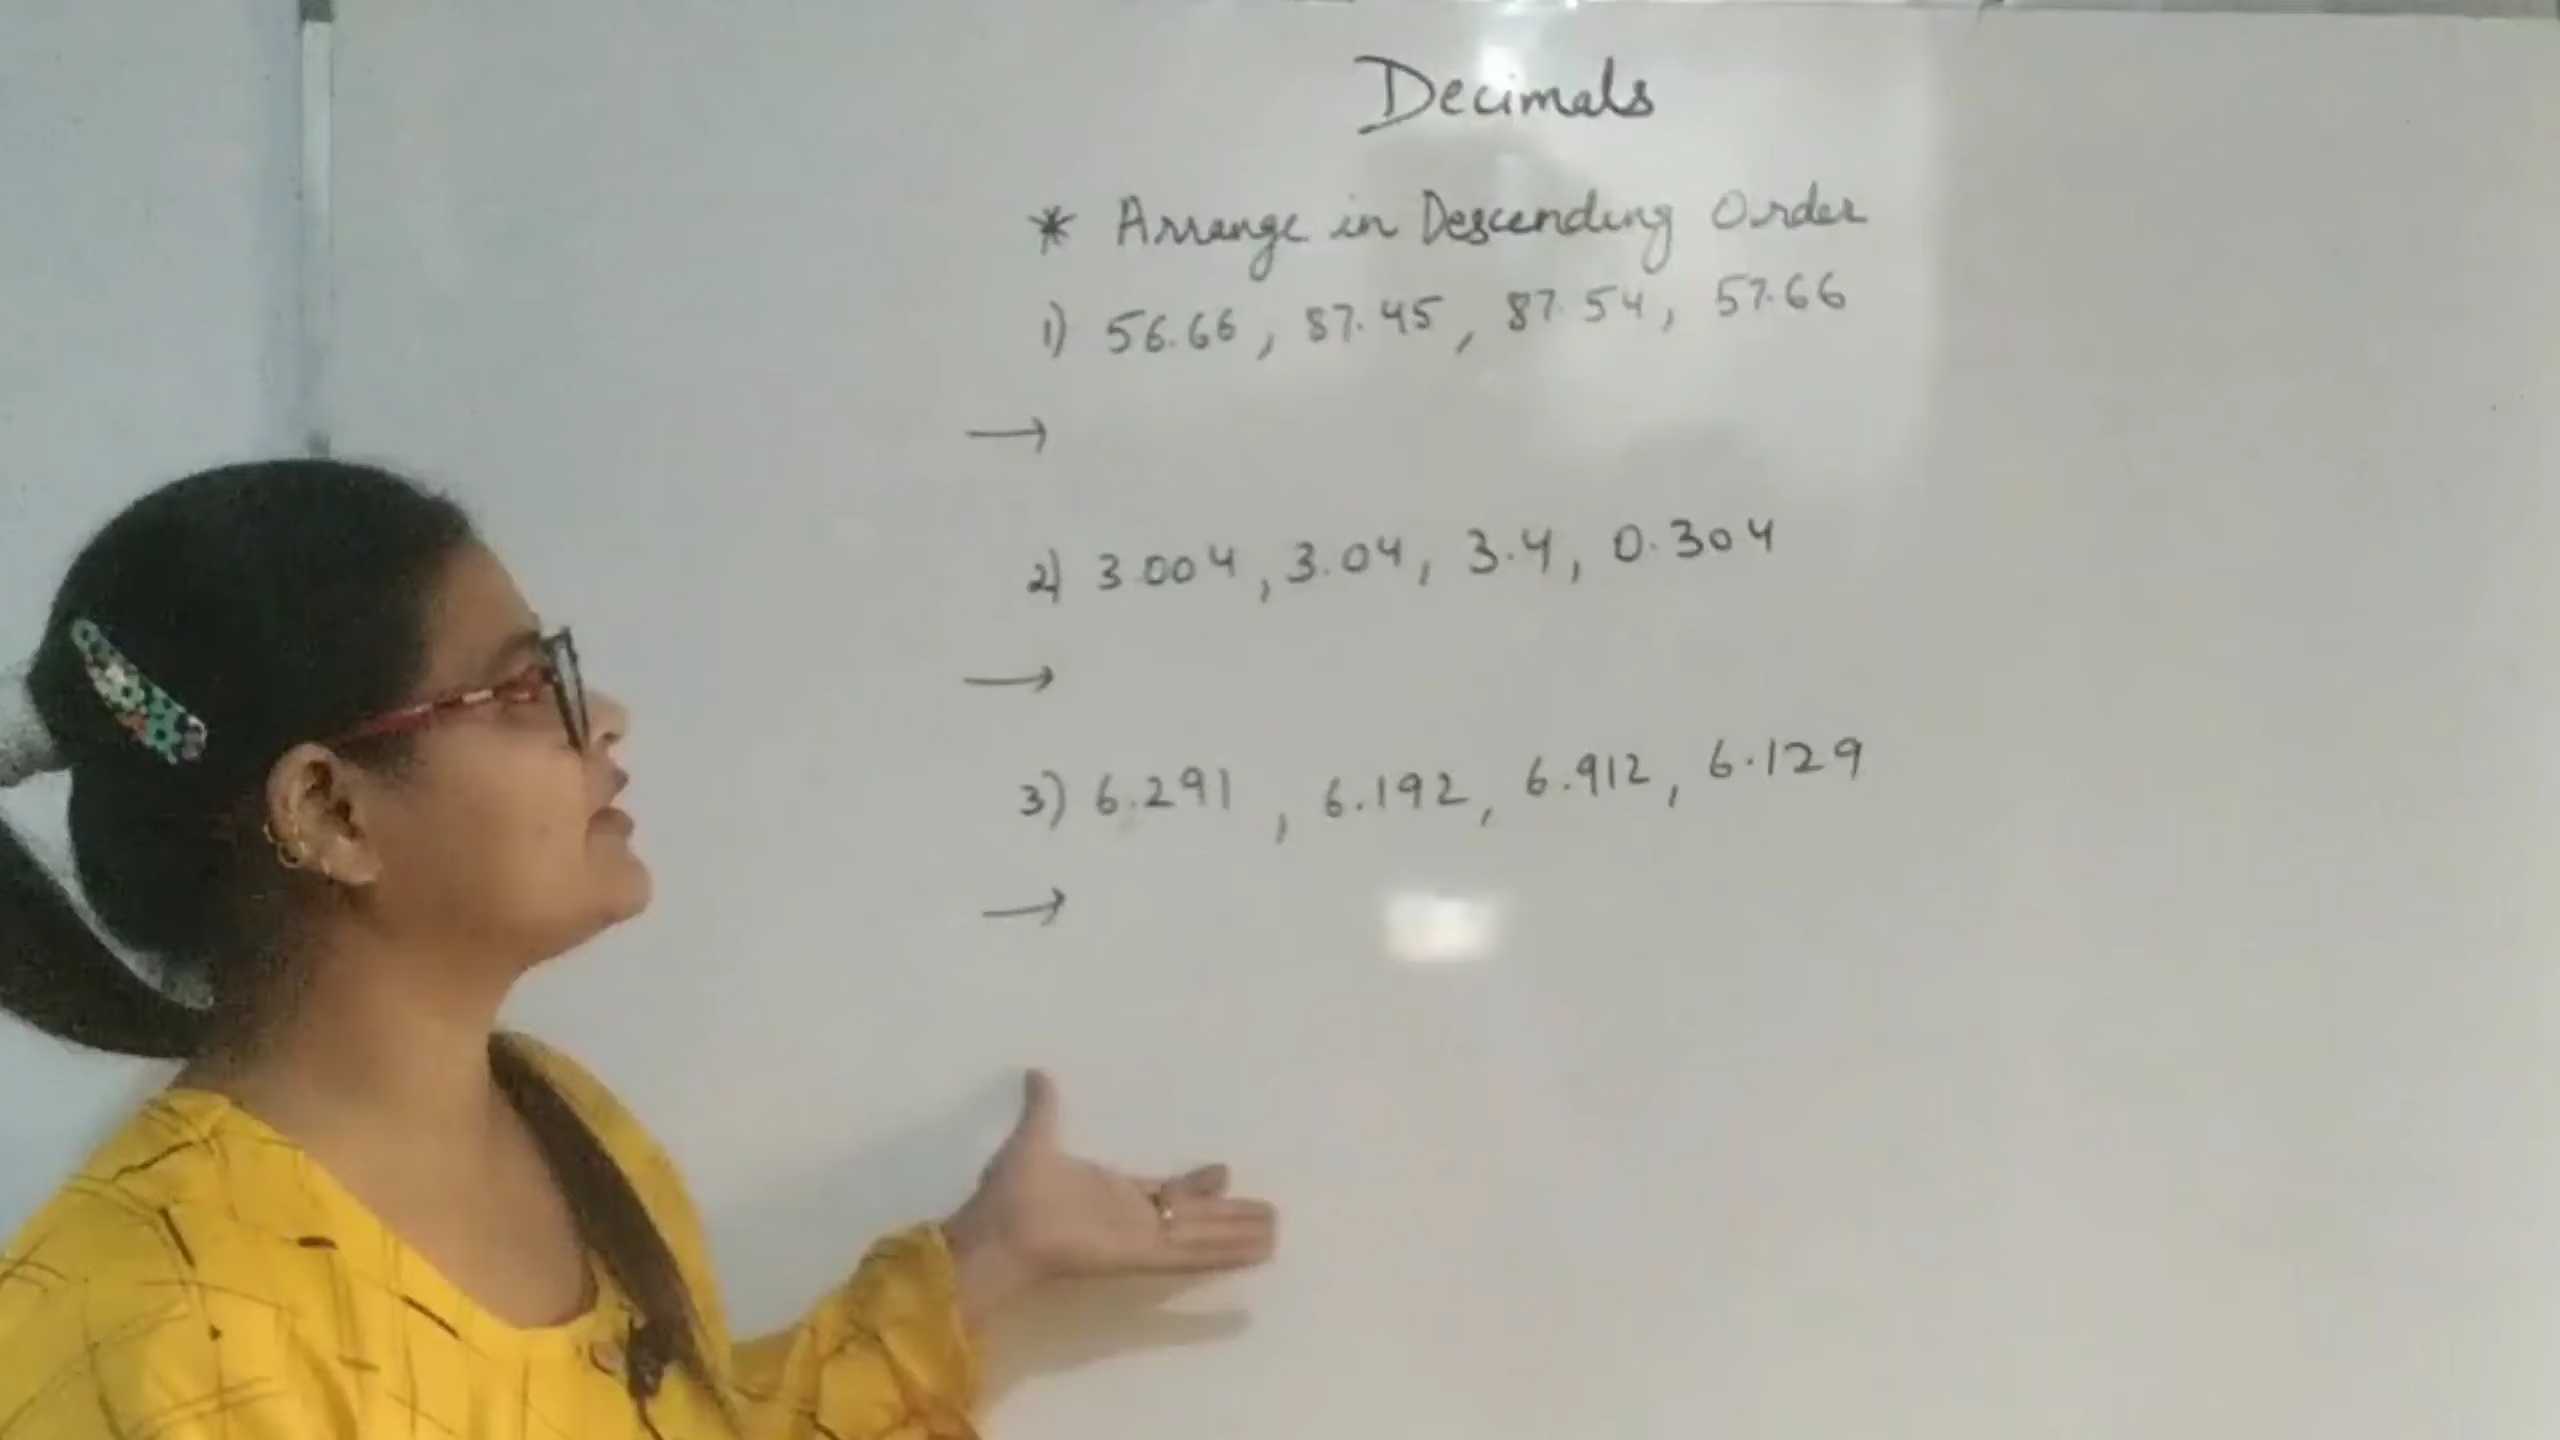 Decimals
* Arrange in Descending Order
1) 56.66, 87.45, 87.54, 57.66
→
2) 3.004, 3.04, 3.4, 0.304
→
3) 6.291, 6.192, 6.912, 6.129
→